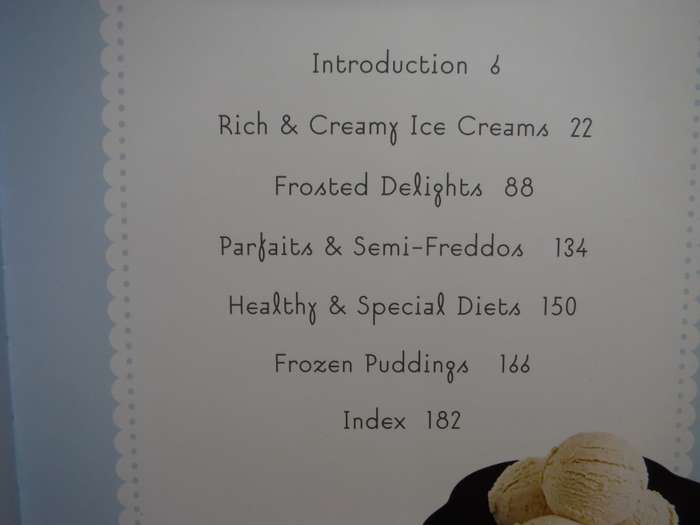 Introduction 6
Rich & Creamy Ice Creams 22
Frosted Delights 88
Parfaits & Semi-Freddos 134
Healthy & Special Diets 150
Frozen Puddings 166
Index 182